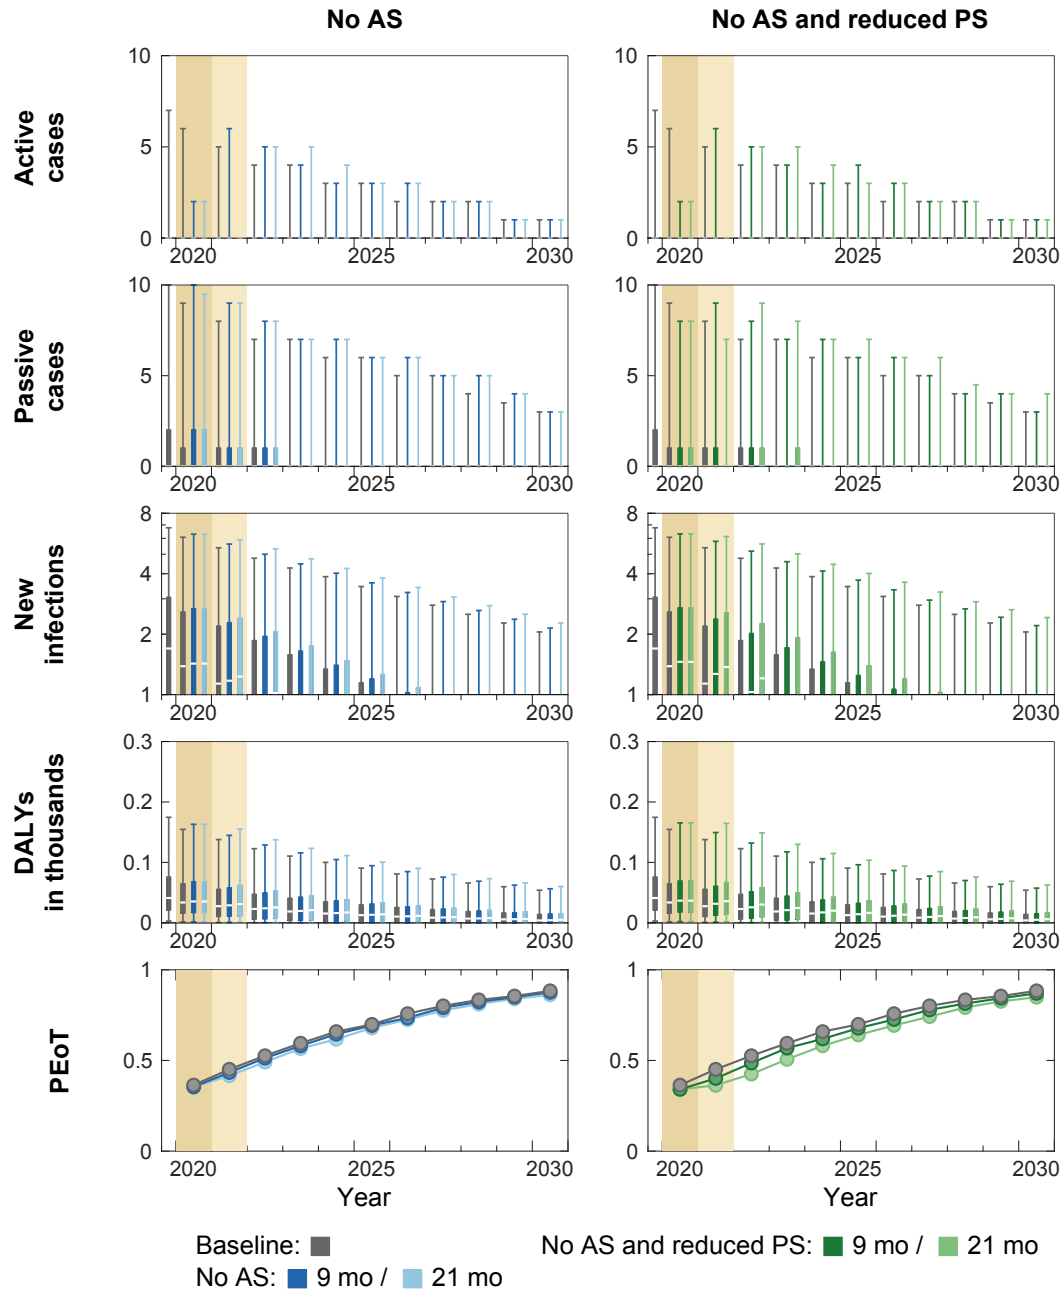 No AS
No AS and reduced PS
Active
cases
10
5
0
2020 2025 2030
10
5
0
2020 2025 2030
Passive
cases
10
5
0
2020 2025 2030
10
5
0
2020 2025 2030
New
infections
8
4
2
1
2020 2025 2030
8
4
2
1
2020 2025 2030
DALYs
in thousands
0.3
0.2
0.1
0
2020 2025 2030
0.3
0.2
0.1
0
2020 2025 2030
PEoT
1
0.5
0
2020 2025 2030
Year
1
0.5
0
2020 2025 2030
Year
Baseline:
No AS: 9 mo / 21 mo
No AS and reduced PS: 9 mo / 21 mo